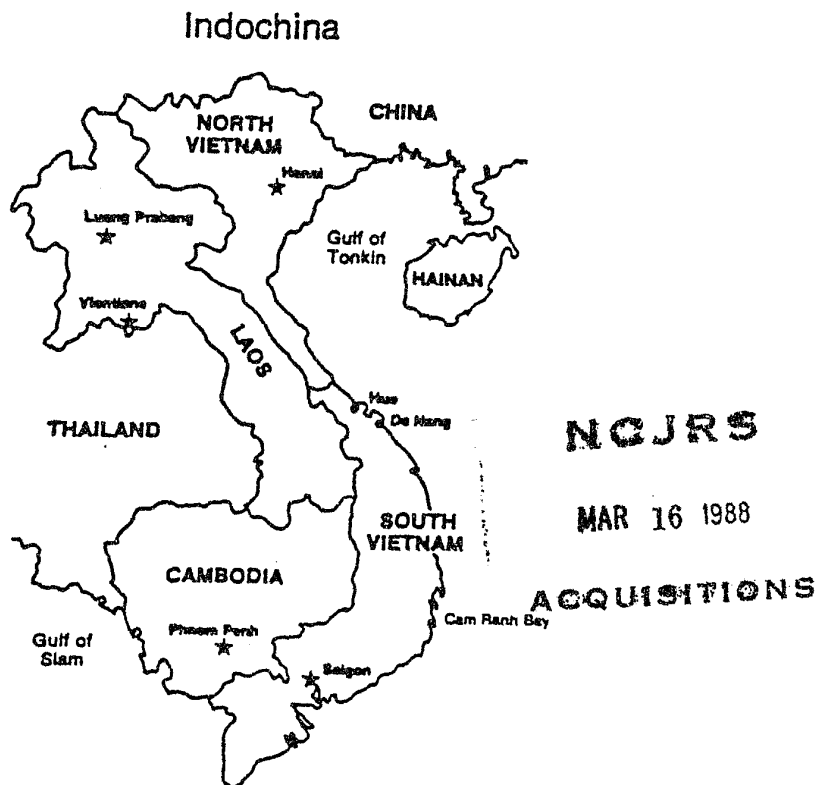 Indochina
CHINA
NORTH
VIETNAM
Hanoi
Luang Prabang
Gulf of
Tonkin
HAINAN
Vientiane
LAOS
Hue
Da Nang
THAILAND
NCJRS
MAR 16 1988
SOUTH
VIETNAM
CAMBODIA
ACQUISITIONS
Cam Ranh Bay
Gulf of
Siam
Phnom Penh
Saigon